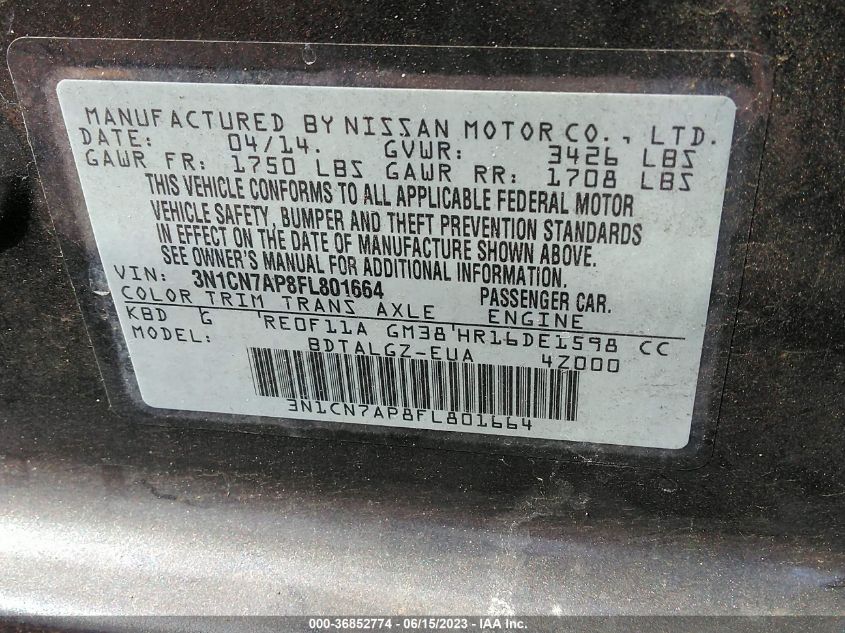 MANUFACTURED BY NISSAN MOTOR CO., LTD.
DATE: 04/14. GVWR: 3426 LBS
GAWR FR: 1750 LBS GAWR RR: 1708 LBS
THIS VEHICLE CONFORMS TO ALL APPLICABLE FEDERAL MOTOR
VEHICLE SAFETY, BUMPER AND THEFT PREVENTION STANDARDS
IN EFFECT ON THE DATE OF MANUFACTURE SHOWN ABOVE.
SEE OWNER'S MANUAL FOR ADDITIONAL INFORMATION.
VIN: 3N1CN7AP8FL801664 PASSENGER CAR.
COLOR TRIM TRANS AXLE ENGINE
KBD G RE0F11A GM38 HR16DE1598 CC
MODEL: BDTALGZ-EUA 4Z000
3N1CN7AP8FL801664
000-36852774 - 06/15/2023 - IAA Inc.